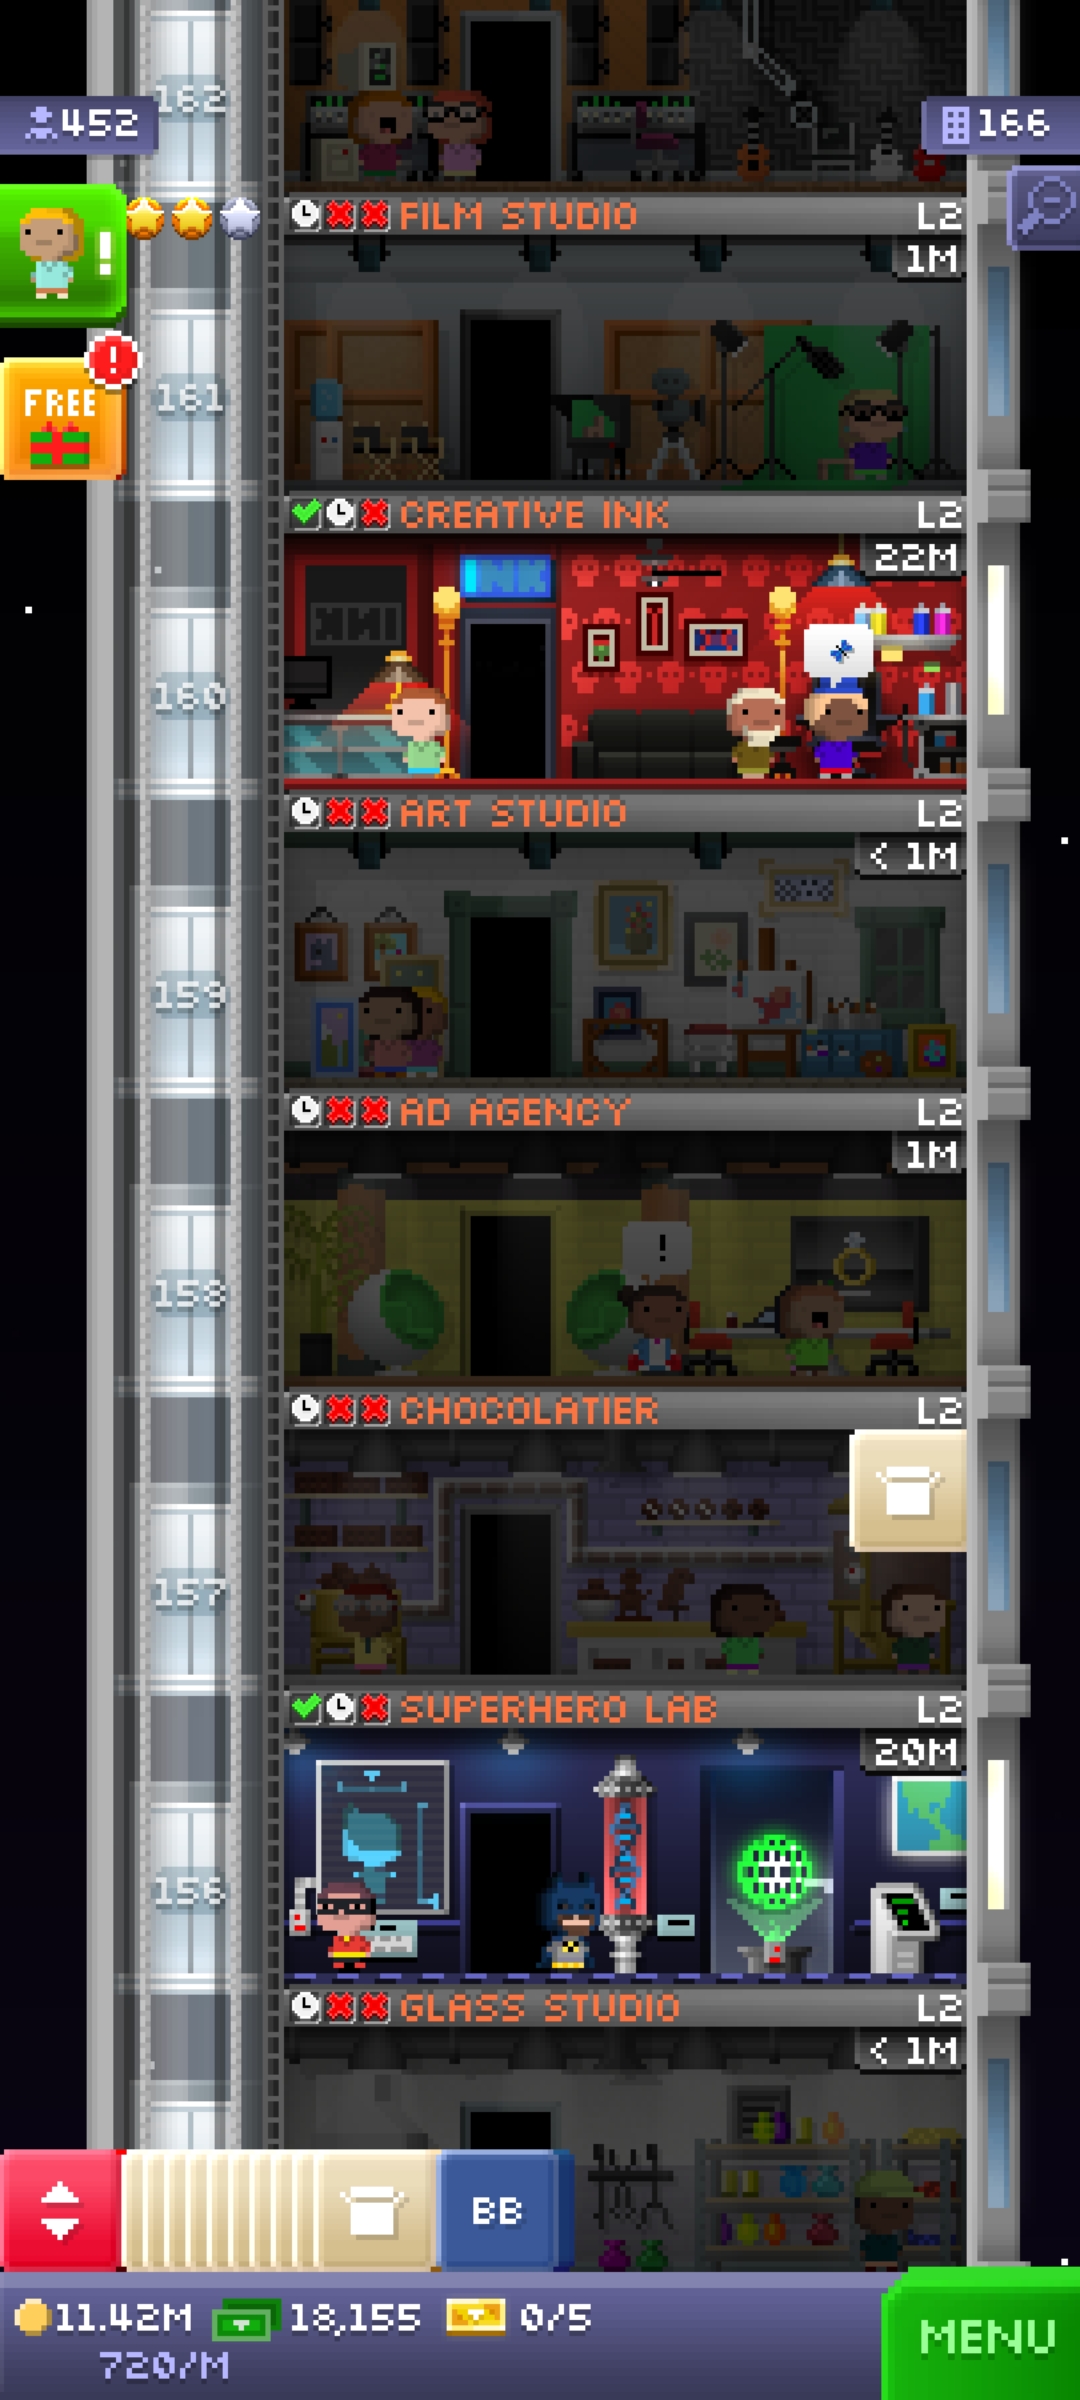 162
452
166
FILM STUDIO L2
1M
FREE
161
CREATIVE INK L2
22M
INK
INK
160
ART STUDIO L2
< 1M
159
AD AGENCY L2
1M
!
158
CHOCOLATIER L2
157
SUPERHERO LAB L2
20M
156
GLASS STUDIO L2
< 1M
BB
11.42M 18,155 0/5
720/M
MENU